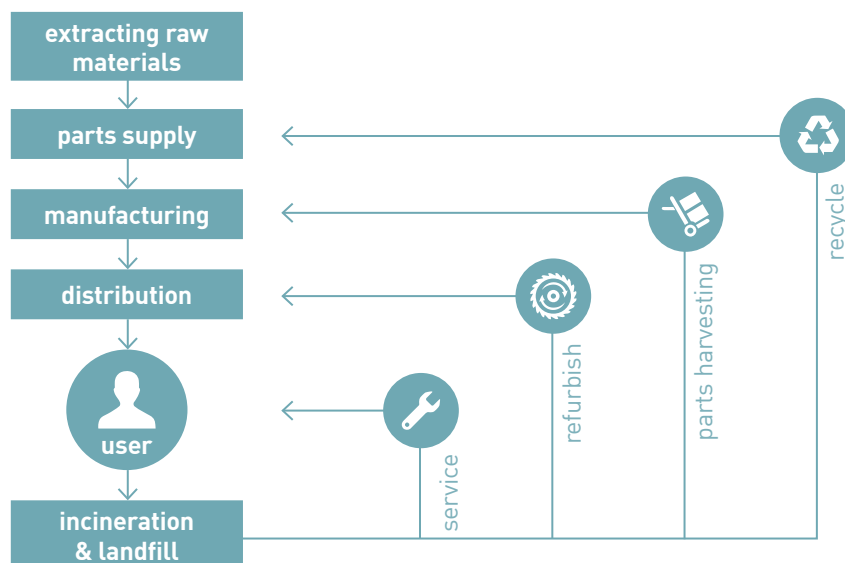 extracting raw
materials
parts supply
manufacturing
distribution
user
incineration
& landfill
service
refurbish
parts harvesting
recycle